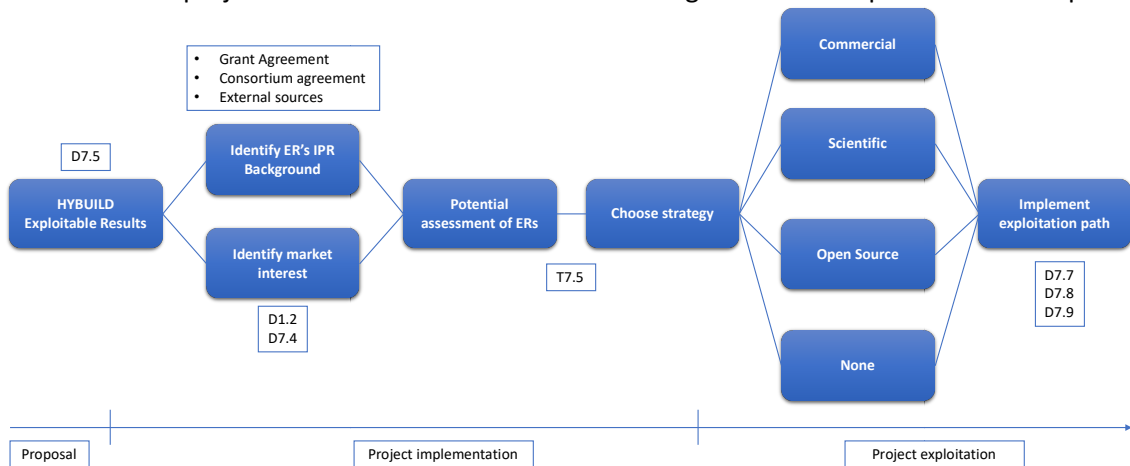 • Grant Agreement
• Consortium agreement
• External sources
D7.5
HYBUILD
Exploitable Results
Identify ER's IPR
Background
Identify market
interest
D1.2
D7.4
Potential
assessment of ERs
T7.5
Choose strategy
Commercial
Scientific
Open Source
None
Implement
exploitation path
D7.7
D7.8
D7.9
Proposal
Project implementation
Project exploitation